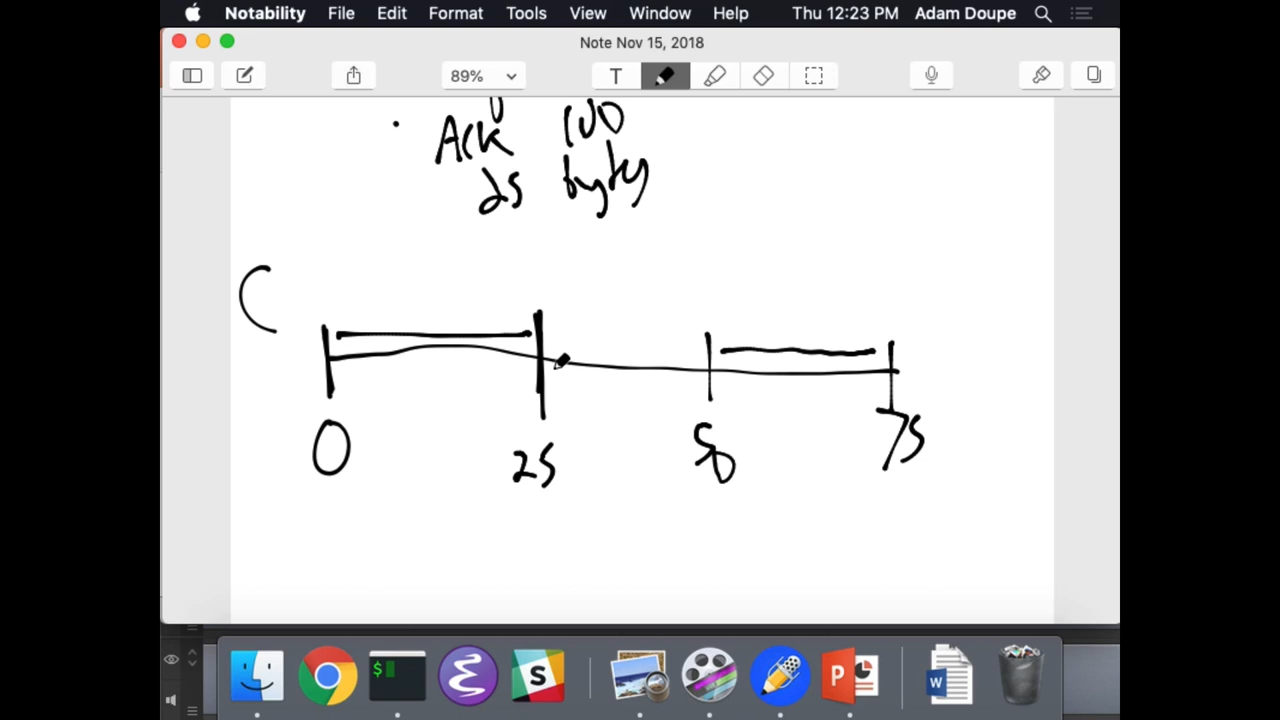 Notability File Edit Format Tools View Window Help Thu 12:23 PM Adam Doupe
Note Nov 15, 2018
89% T
Ack 100
25 bytes
C
0 25 50 75
$
S
P
W